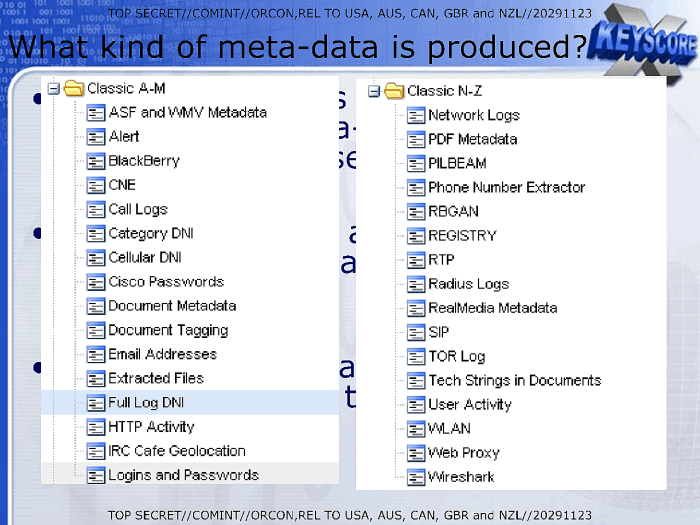 TOP SECRET//COMINT//ORCON,REL TO USA, AUS, CAN, GBR and NZL//20291123
What kind of meta-data is produced?
X KEYSCORE
Classic A-M
ASF and WMV Metadata
Alert
BlackBerry
CNE
Call Logs
Category DNI
Cellular DNI
Cisco Passwords
Document Metadata
Document Tagging
Email Addresses
Extracted Files
Full Log DNI
HTTP Activity
IRC Cafe Geolocation
Logins and Passwords
Classic N-Z
Network Logs
PDF Metadata
PILBEAM
Phone Number Extractor
RBGAN
REGISTRY
RTP
Radius Logs
RealMedia Metadata
SIP
TOR Log
Tech Strings in Documents
User Activity
WLAN
Web Proxy
Wireshark
TOP SECRET//COMINT//ORCON,REL TO USA, AUS, CAN, GBR and NZL//20291123